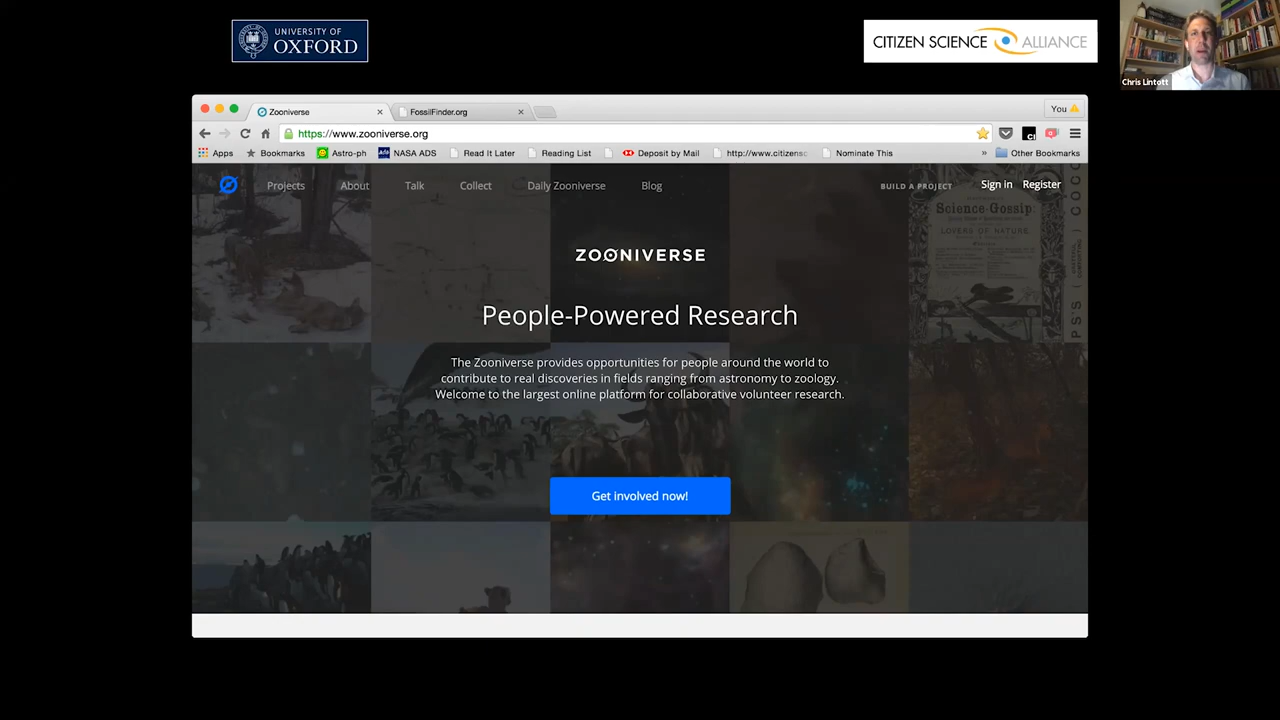 UNIVERSITY OF
OXFORD
CITIZEN SCIENCE ALLIANCE
Chris Lintott
Zooniverse
FossilFinder.org
You
https://www.zooniverse.org
Apps
Bookmarks
Astro-ph
NASA ADS
Read It Later
Reading List
Deposit by Mail
http://www.citizensc
Nominate This
»
Other Bookmarks
Projects
About
Talk
Collect
Daily Zooniverse
Blog
BUILD A PROJECT
Sign in
Register
Science-Gossip
LOVERS OF NATURE
ZOONIVERSE
People-Powered Research
The Zooniverse provides opportunities for people around the world to
contribute to real discoveries in fields ranging from astronomy to zoology.
Welcome to the largest online platform for collaborative volunteer research.
Get involved now!